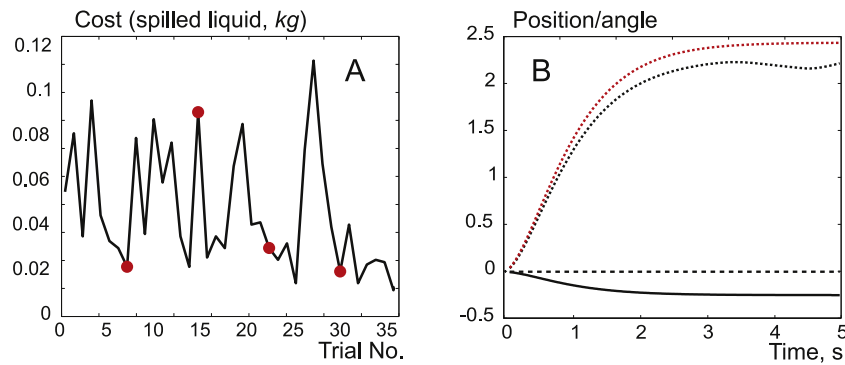 Cost (spilled liquid, kg)
0.12
0.1
0.08
0.06
0.04
0.02
0
A
0 5 10 15 20 25 30 35
Trial No.
Position/angle
2.5
2
1.5
1
0.5
0
-0.5
B
0 1 2 3 4 5
Time, s